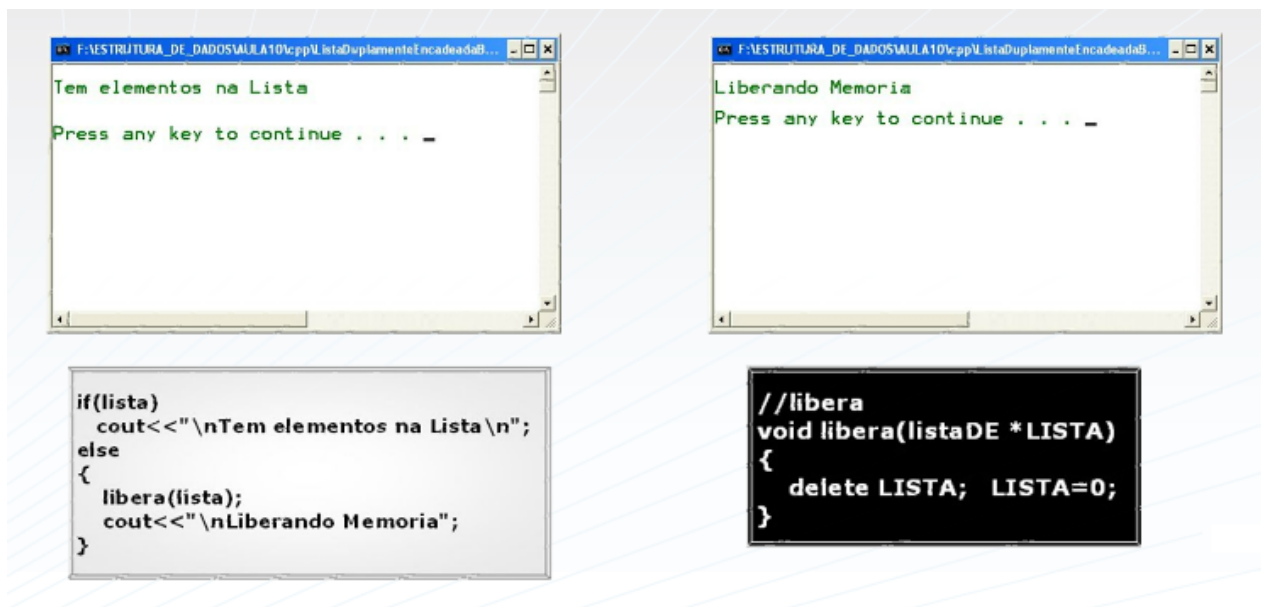 F:\ESTRUTURA_DE_DADOS\AULA10\cpp\ListaDuplamenteEncadeadaB...
Tem elementos na Lista
Press any key to continue . . . _
F:\ESTRUTURA_DE_DADOS\AULA10\cpp\ListaDuplamenteEncadeadaB...
Liberando Memoria
Press any key to continue . . . _
if(lista)
cout<<"\nTem elementos na Lista\n";
else
{
libera(lista);
cout<<"\nLiberando Memoria";
}
//libera
void libera(listaDE *LISTA)
{
delete LISTA; LISTA=0;
}